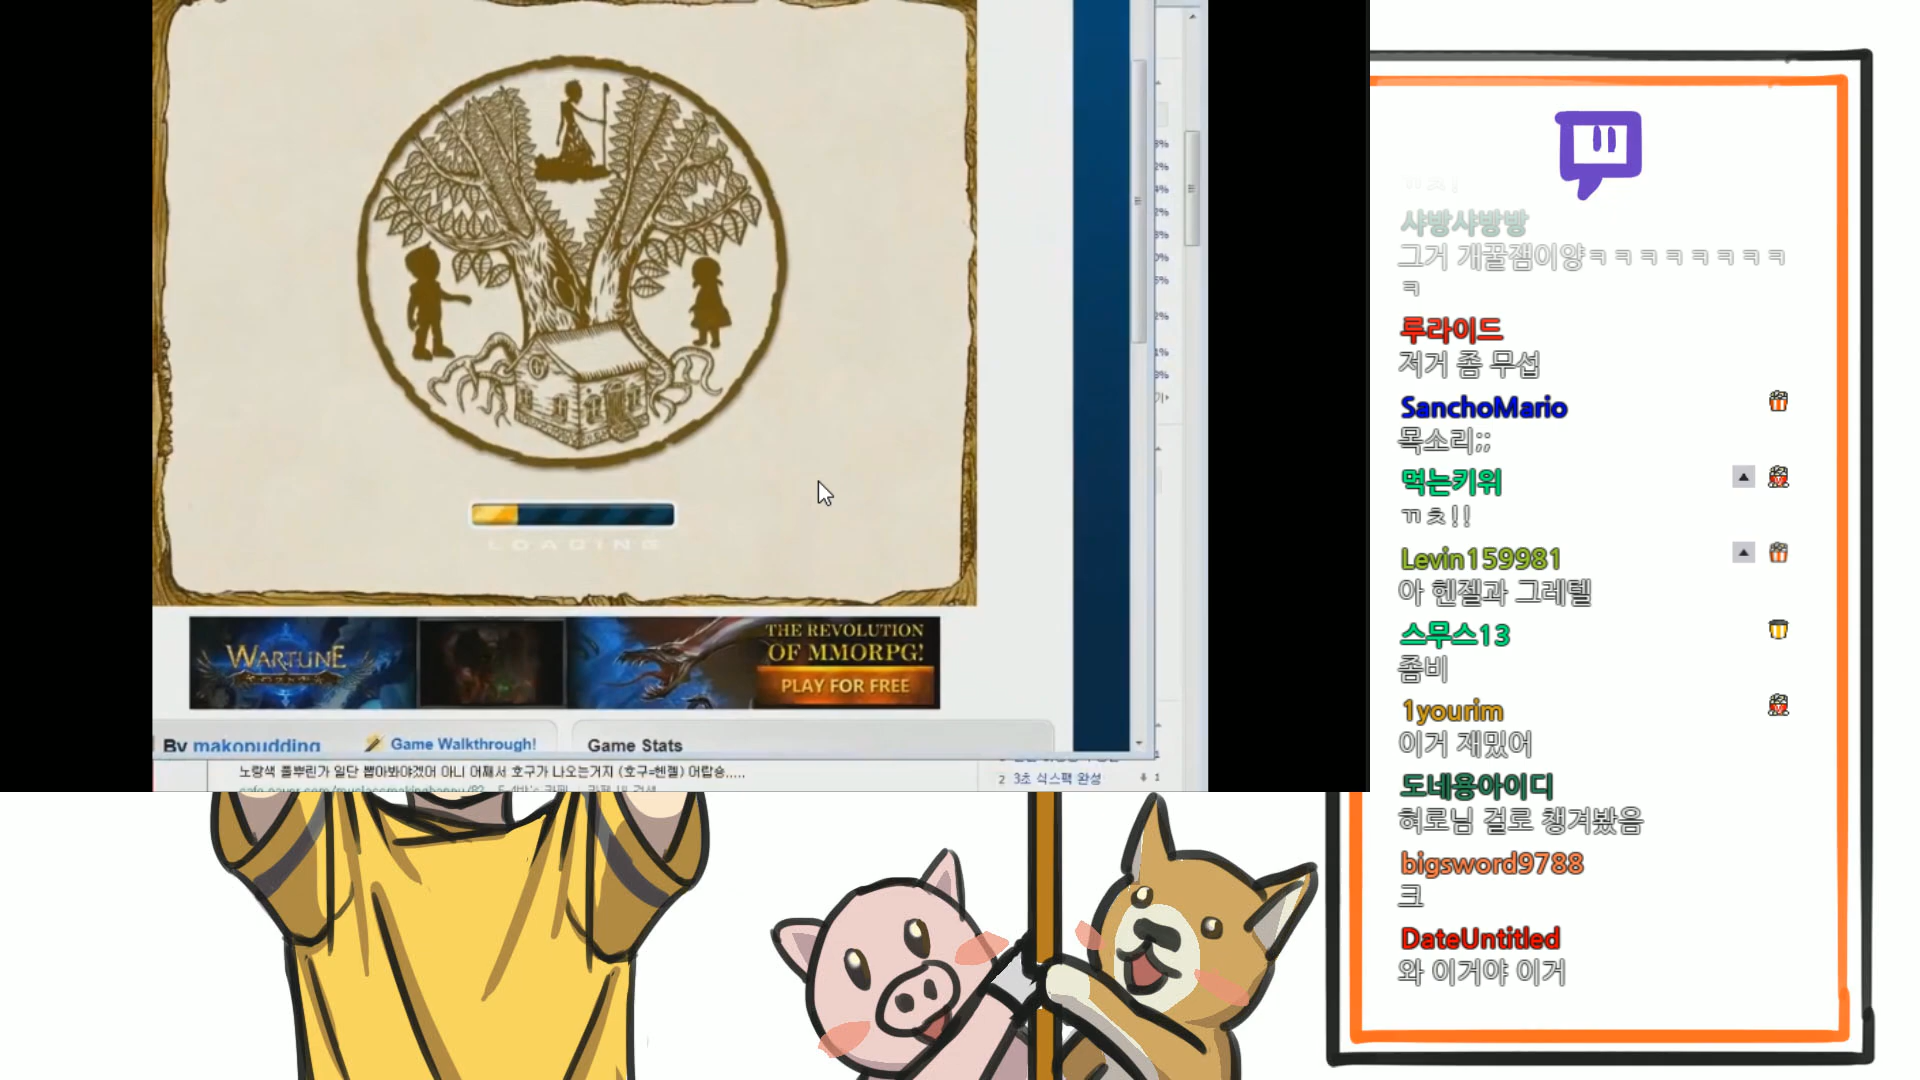 LOADING
WARTUNE
THE REVOLUTION
OF MMORPG!
PLAY FOR FREE
By makopudding
Game Walkthrough!
Game Stats
노랑색 플뿌린가 일단 뽑아봐야겠어 아니 어째서 호구가 나오는거지 (호구=헨젤) 어랍숑.....
2 3초 식스팩 완성 1
샤방샤방방
그거 개꿀잼이양ㅋㅋㅋㅋㅋㅋㅋㅋ
ㅋ
루라이드
저거 좀 무섭
SanchoMario
목소리;;
먹는키위
ㄲㅊ!!
Levin159981
아 헨젤과 그레텔
스무스13
좀비
1yourim
이거 재밌어
도네용아이디
혀로님 걸로 챙겨봤음
bigsword9788
크
DateUntitled
와 이거야 이거